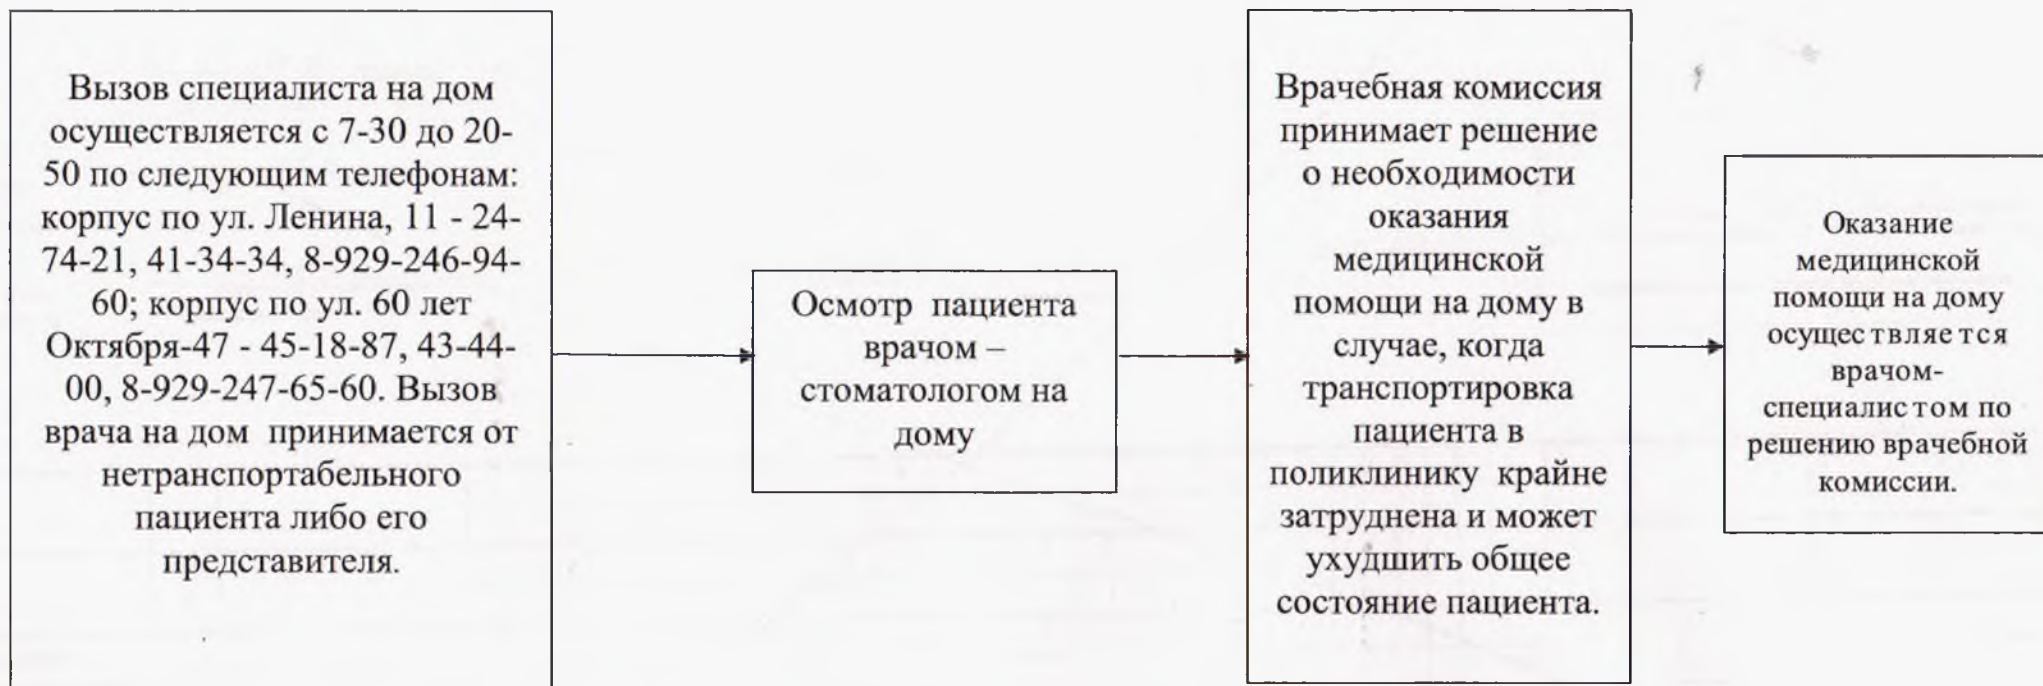 Вызов специалиста на дом
осуществляется с 7-30 до 20-
50 по следующим телефонам:
корпус по ул. Ленина, 11 - 24-
74-21, 41-34-34, 8-929-246-94-
60; корпус по ул. 60 лет
Октября-47 - 45-18-87, 43-44-
00, 8-929-247-65-60. Вызов
врача на дом принимается от
нетранспортабельного
пациента либо его
представителя.
Осмотр пациента
врачом –
стоматологом на
дому
Врачебная комиссия
принимает решение
о необходимости
оказания
медицинской
помощи на дому в
случае, когда
транспортировка
пациента в
поликлинику крайне
затруднена и может
ухудшить общее
состояние пациента.
Оказание
медицинской
помощи на дому
осуществляется
врачом-
специалистом по
решению врачебной
комиссии.